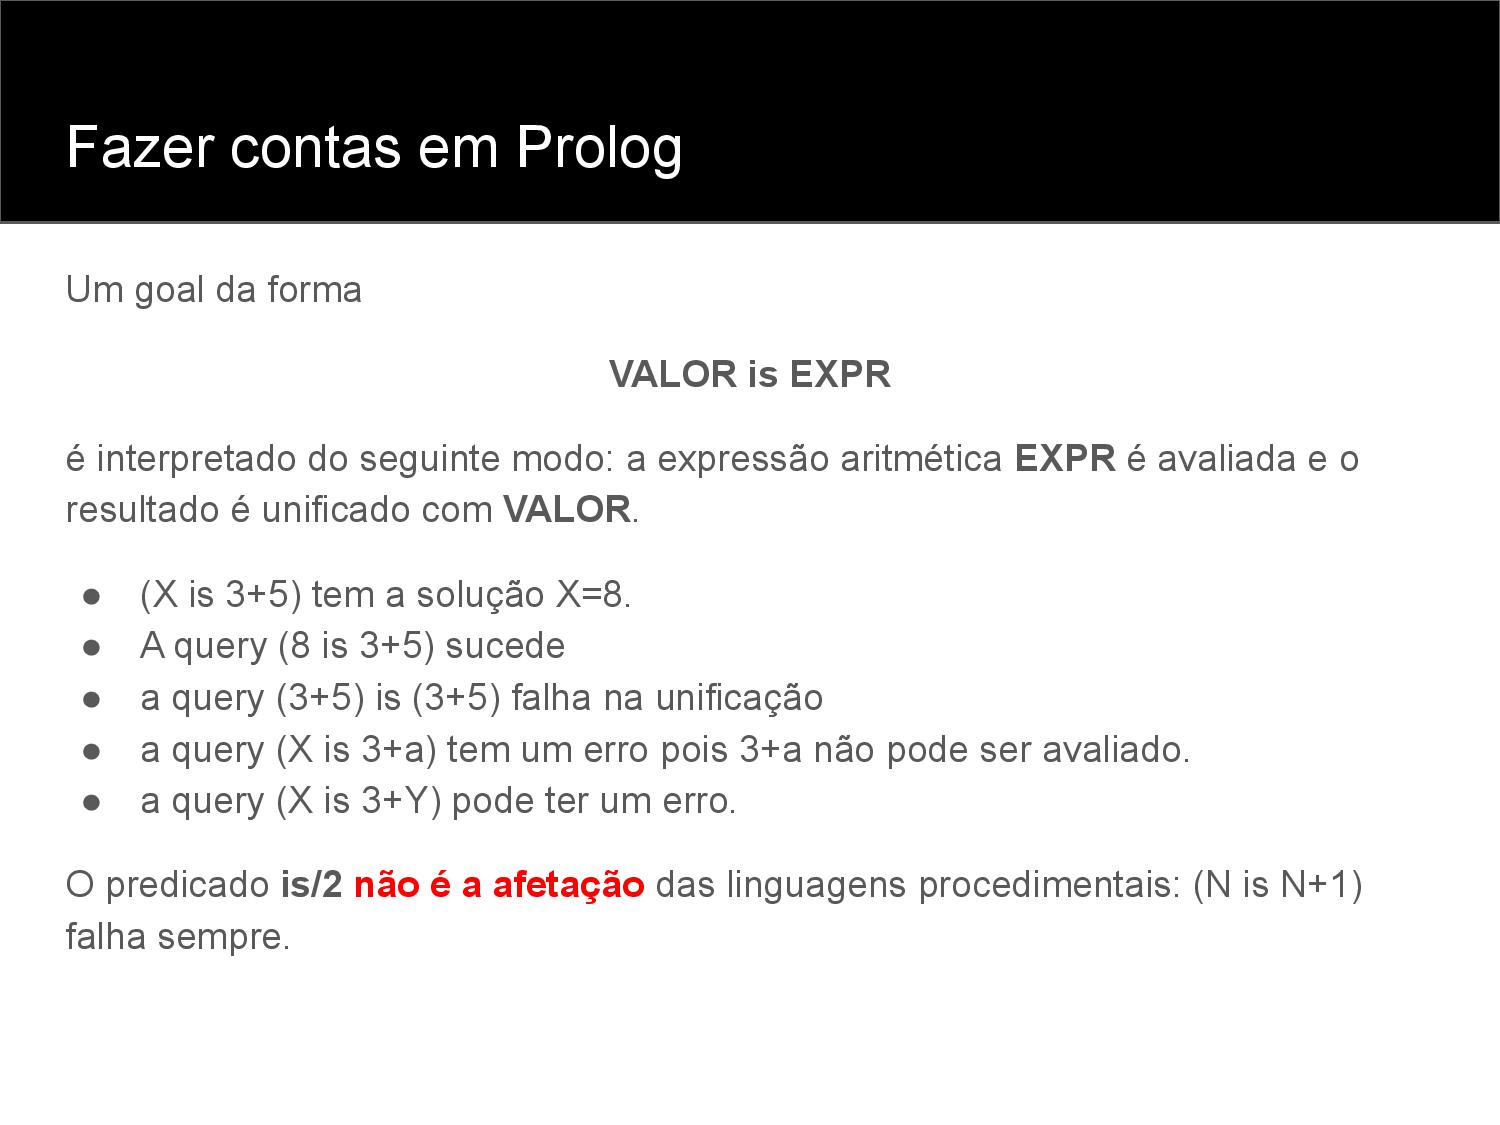 Fazer contas em Prolog
Um goal da forma
VALOR is EXPR
é interpretado do seguinte modo: a expressão aritmética EXPR é avaliada e o
resultado é unificado com VALOR.
● (X is 3+5) tem a solução X=8.
● A query (8 is 3+5) sucede
● a query (3+5) is (3+5) falha na unificação
● a query (X is 3+a) tem um erro pois 3+a não pode ser avaliado.
● a query (X is 3+Y) pode ter um erro.
O predicado is/2 não é a afetação das linguagens procedimentais: (N is N+1)
falha sempre.